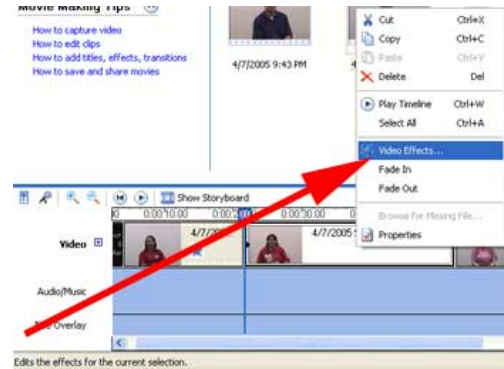 Movie Making Tips
How to capture video
How to edit clips
How to add titles, effects, transitions
How to save and share movies
4/7/2005 9:43 PM
4
Cut Ctrl+X
Copy Ctrl+C
Paste Ctrl+V
Delete Del
Play Timeline Ctrl+W
Select All Ctrl+A
Video Effects...
Fade In
Fade Out
Browse for Missing File...
Properties
Show Storyboard
0:00:10.00 0:00:2 0:00:30.00 0
Video
4/7/2005
4/7/2005 9
Audio/Music
Overlay
Edits the effects for the current selection.